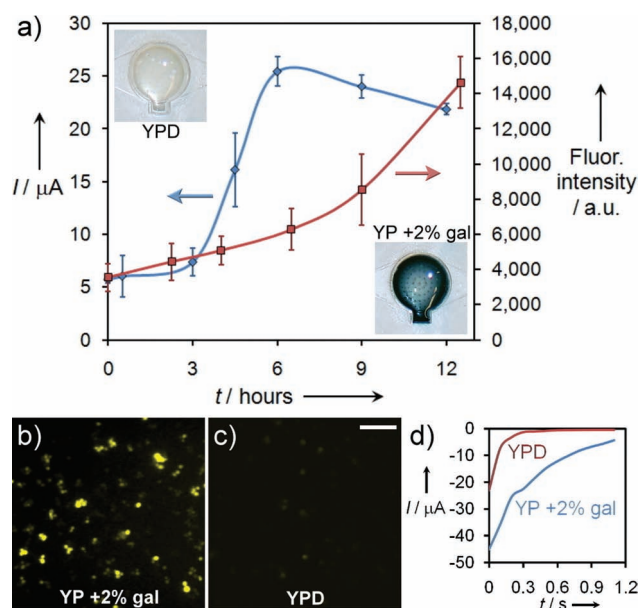 a)
30
25
20
15
10
5
0
I / μA
YPD
18,000
16,000
14,000
12,000
10,000
8,000
6,000
4,000
2,000
0
Fluor.
intensity
/ a.u.
YP +2% gal
0 3 6 9 12
t / hours
b)
YP +2% gal
c)
YPD
d)
0
-10
-20
-30
-40
-50
I / μA
YPD
YP +2% gal
0 0.3 0.6 0.9 1.2
t / s